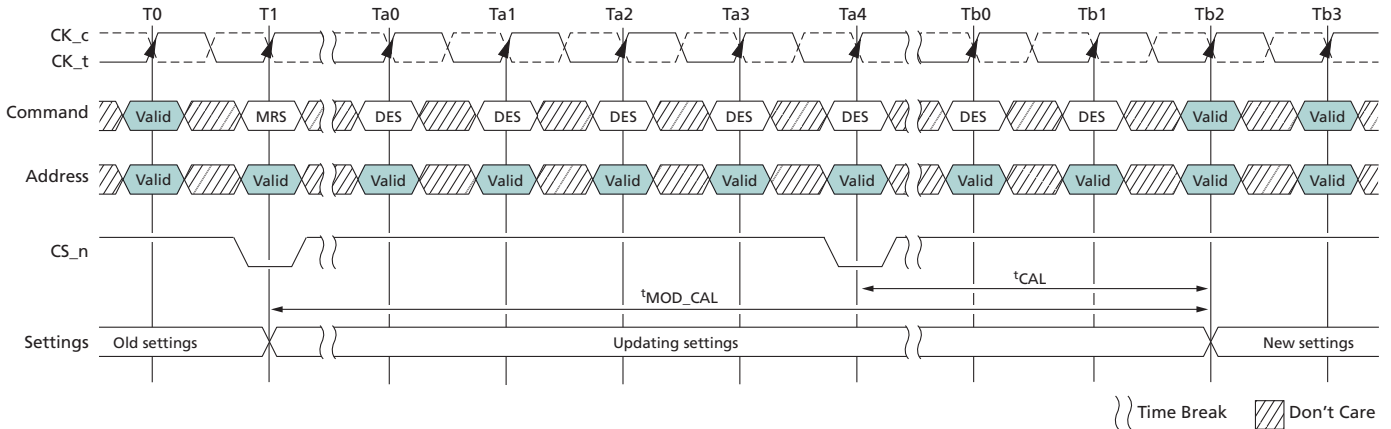 T0 T1 Ta0 Ta1 Ta2 Ta3 Ta4 Tb0 Tb1 Tb2 Tb3
CK_c
CK_t
Command Valid MRS DES DES DES DES DES DES DES Valid Valid
Address Valid Valid Valid Valid Valid Valid Valid Valid Valid Valid Valid
CS_n
tCAL
tMOD_CAL
Settings Old settings Updating settings New settings
Time Break Don't Care